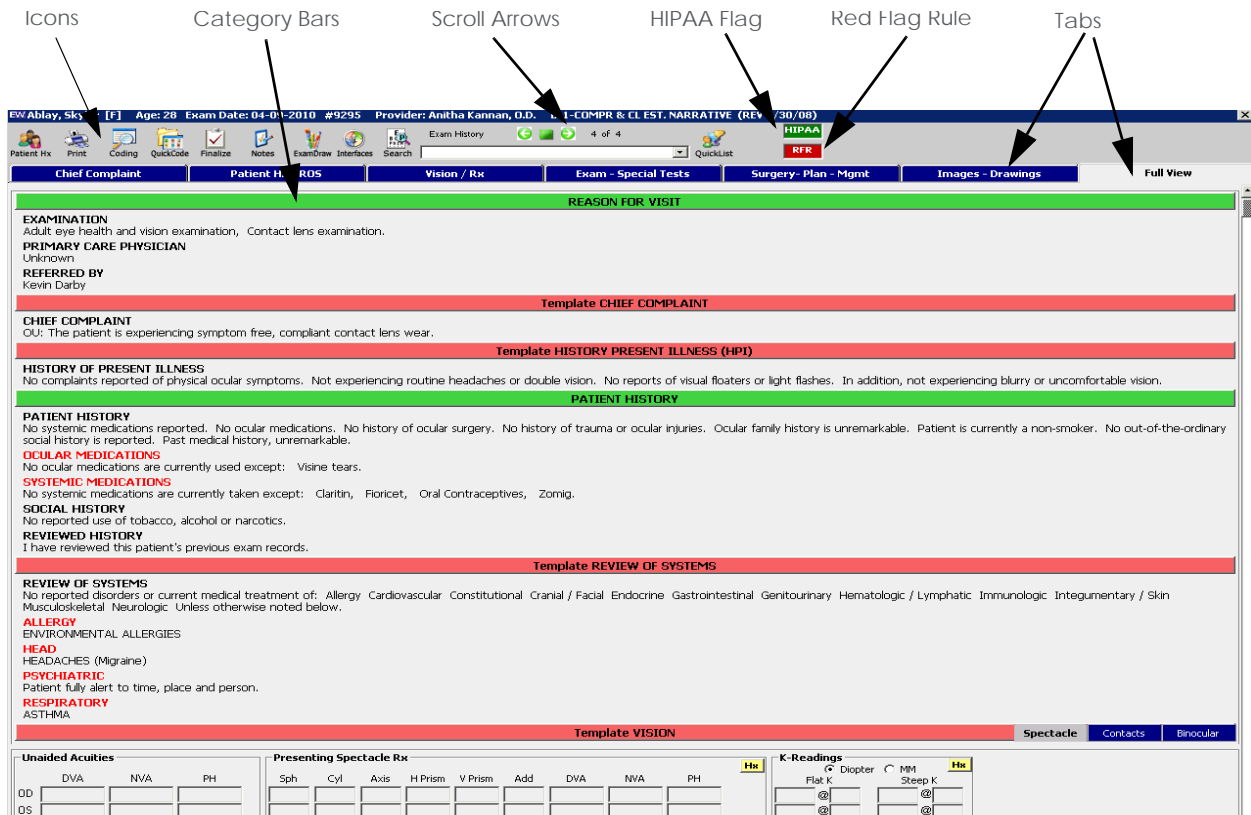 Icons Category Bars Scroll Arrows HIPAA Flag Red Flag Rule Tabs
EW Ablay, [F] Age: 28 Exam Date: 04-09-2010 #9295 Provider: Anitha Kannan, O.D. -COMPR & CL EST. NARRATIVE (REV /30/08)
Exam History 4 of 4 HIPAA
Patient Hx Print Coding QuickCode Finalize Notes ExamDraw Interfaces Search QuickList RFR
Chief Complaint Patient ROS Vision / Rx Exam - Special Tests Surgery- Plan - Mgmt Images - Drawings Full View
REASON FOR VISIT
EXAMINATION
Adult eye health and vision examination, Contact lens examination.
PRIMARY CARE PHYSICIAN
Unknown
REFERRED BY
Kevin Darby
Template CHIEF COMPLAINT
CHIEF COMPLAINT
OU: The patient is experiencing symptom free, compliant contact lens wear.
Template HISTORY PRESENT ILLNESS (HPI)
HISTORY OF PRESENT ILLNESS
No complaints reported of physical ocular symptoms. Not experiencing routine headaches or double vision. No reports of visual floaters or light flashes. In addition, not experiencing blurry or uncomfortable vision.
PATIENT HISTORY
PATIENT HISTORY
No systemic medications reported. No ocular medications. No history of ocular surgery. No history of trauma or ocular injuries. Ocular family history is unremarkable. Patient is currently a non-smoker. No out-of-the-ordinary
social history is reported. Past medical history, unremarkable.
OCULAR MEDICATIONS
No ocular medications are currently used except: Visine tears.
SYSTEMIC MEDICATIONS
No systemic medications are currently taken except: Claritin, Fioricet, Oral Contraceptives, Zomig.
SOCIAL HISTORY
No reported use of tobacco, alcohol or narcotics.
REVIEWED HISTORY
I have reviewed this patient's previous exam records.
Template REVIEW OF SYSTEMS
REVIEW OF SYSTEMS
No reported disorders or current medical treatment of: Allergy Cardiovascular Constitutional Cranial / Facial Endocrine Gastrointestinal Genitourinary Hematologic / Lymphatic Immunologic Integumentary / Skin
Musculoskeletal Neurologic Unless otherwise noted below.
ALLERGY
ENVIRONMENTAL ALLERGIES
HEAD
HEADACHES (Migraine)
PSYCHIATRIC
Patient fully alert to time, place and person.
RESPIRATORY
ASTHMA
Template VISION Spectacle Contacts Binocular
Unaided Acuities Presenting Spectacle Rx Hx K-Readings Diopter MM Hx
DVA NVA PH Sph Cyl Axis H Prism V Prism Add DVA NVA PH Flat K Steep K
OD @ @
OS @ @